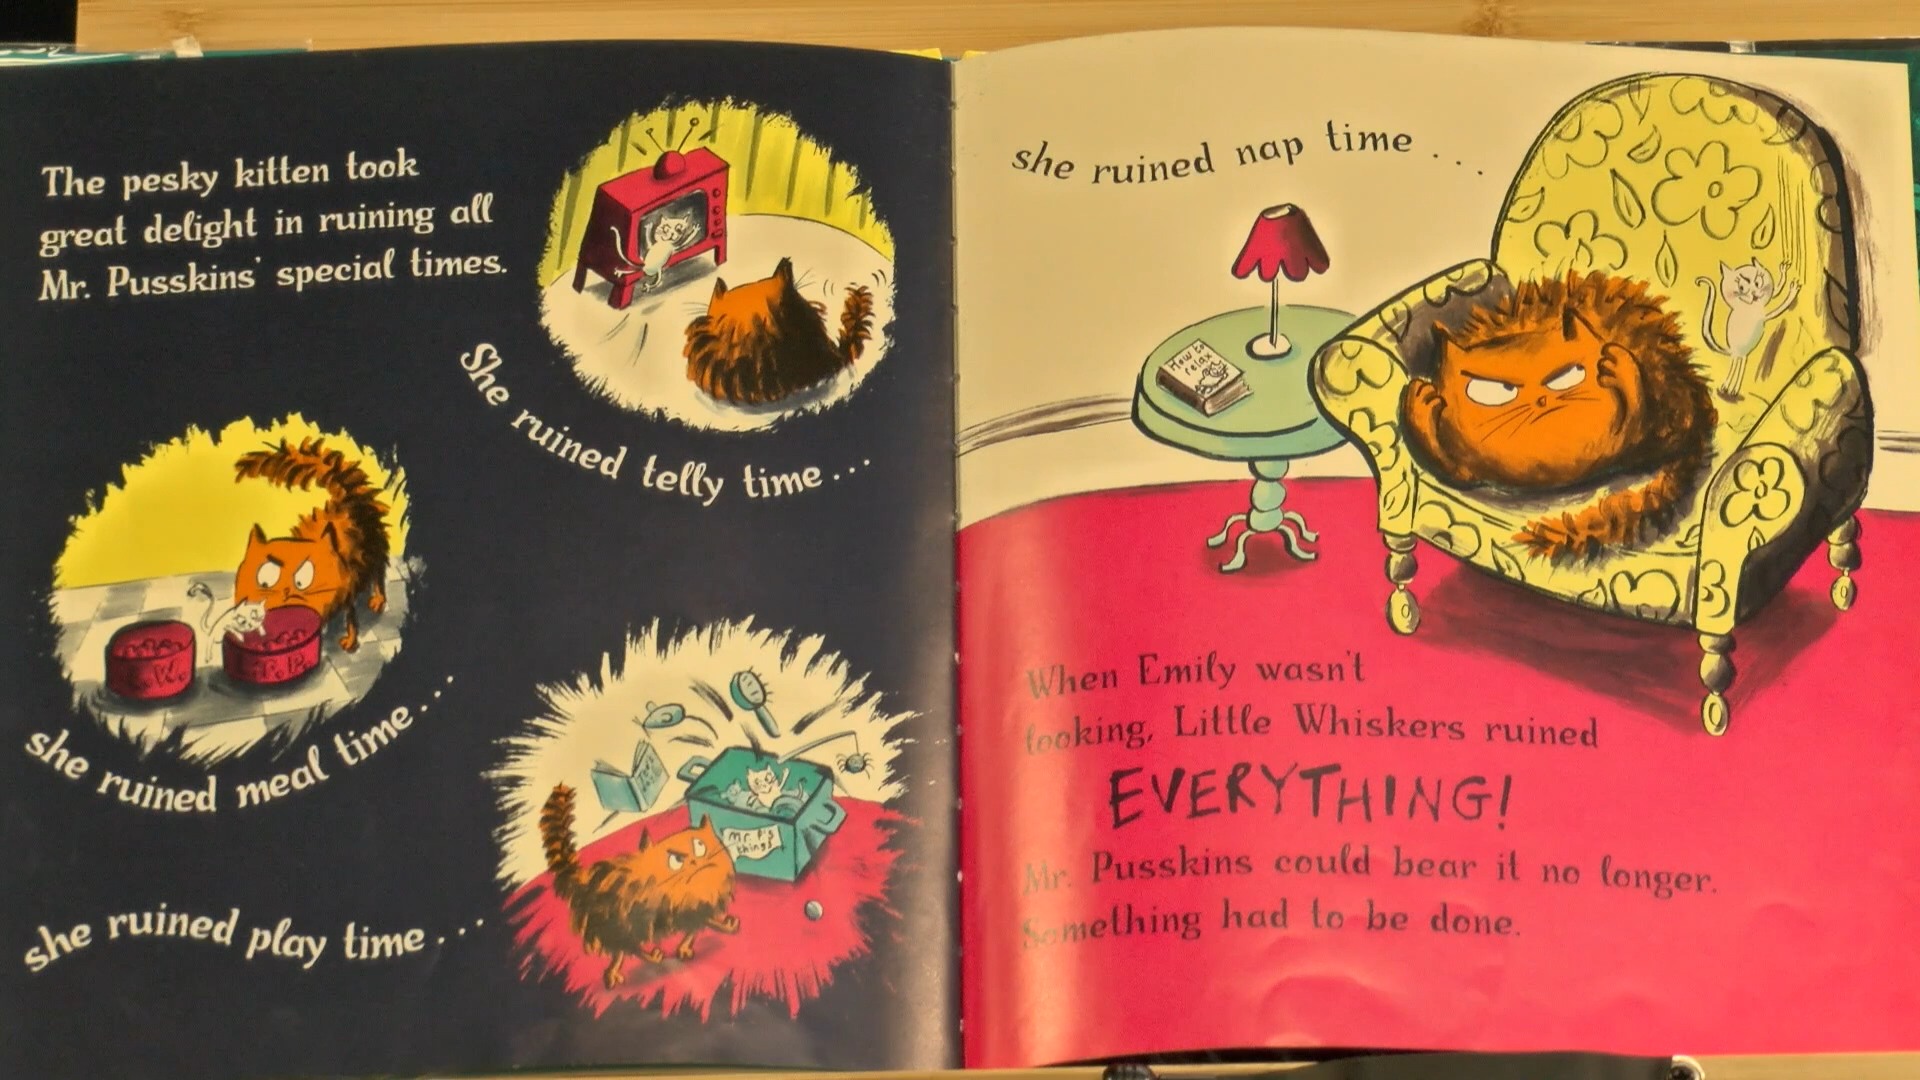 The pesky kitten took
great delight in ruining all
Mr. Pusskins' special times.
She ruined telly time...
L.W.
P.P.
she ruined meal time...
Mr. P's
things
she ruined play time...
she ruined nap time...
How to
relax
When Emily wasn't
looking, Little Whiskers ruined
EVERYTHING!
Mr. Pusskins could bear it no longer.
Something had to be done.